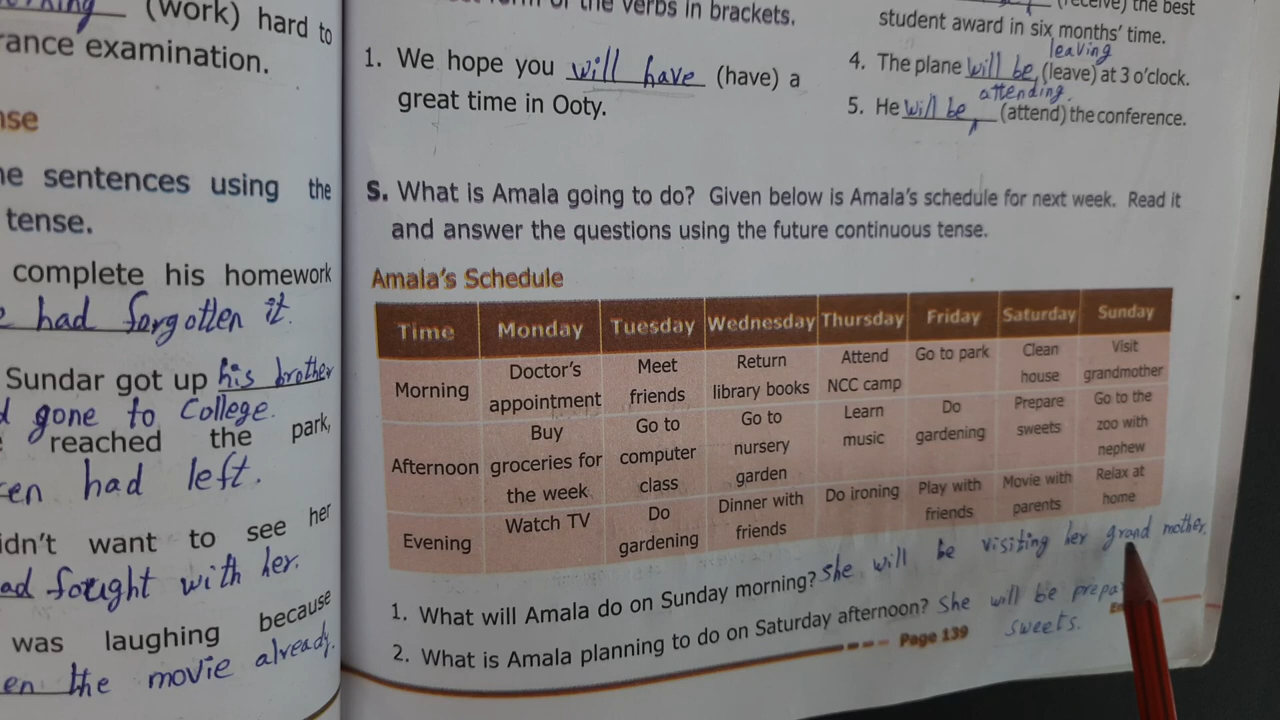 (work) hard to
rance examination.
nse
ne sentences using the
tense.
complete his homework
had forgotten it.
Sundar got up his brother
d gone to College.
reached the park,
ren had left.
idn't want to see her
ad fought with her.
was laughing because
en the movie already.
form of the verbs in brackets.
1. We hope you will have (have) a
great time in Ooty.
(receive) the best
student award in six months' time.
leaving
4. The plane will be (leave) at 3 o'clock.
attending.
5. He will be (attend) the conference.
S. What is Amala going to do? Given below is Amala's schedule for next week. Read it
and answer the questions using the future continuous tense.
Amala's Schedule
Time Monday Tuesday Wednesday Thursday Friday Saturday Sunday
Morning Doctor's appointment Meet friends Return library books Attend NCC camp Go to park Clean house Visit grandmother
Afternoon Buy groceries for the week Go to computer class Go to nursery garden Learn music Do gardening Prepare sweets Go to the zoo with nephew
Evening Watch TV Do gardening Dinner with friends Do ironing Play with friends Movie with parents Relax at home
1. What will Amala do on Sunday morning? She will be visiting her grand mother.
2. What is Amala planning to do on Saturday afternoon? She will be prepa
sweets.
Page 139